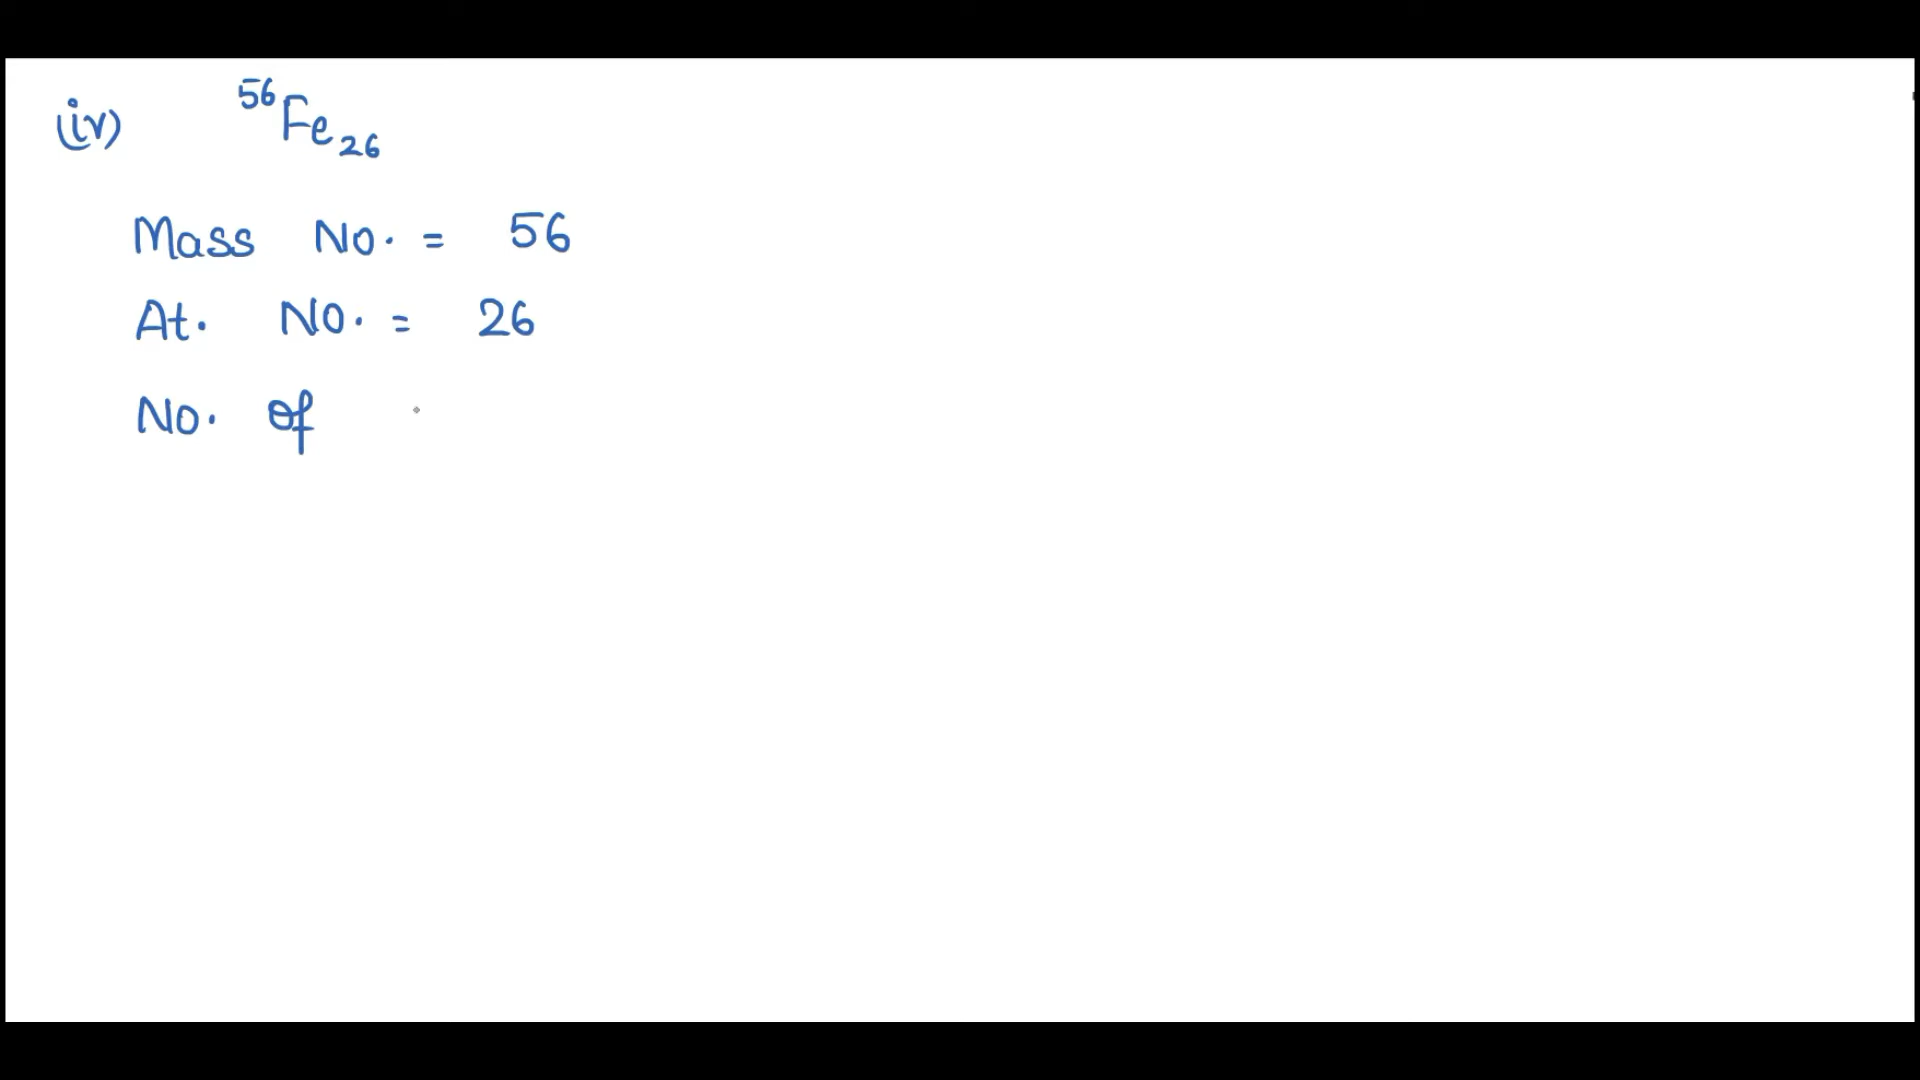 (iv) ⁵⁶Fe₂₆
Mass No. = 56
At. No. = 26
No. of